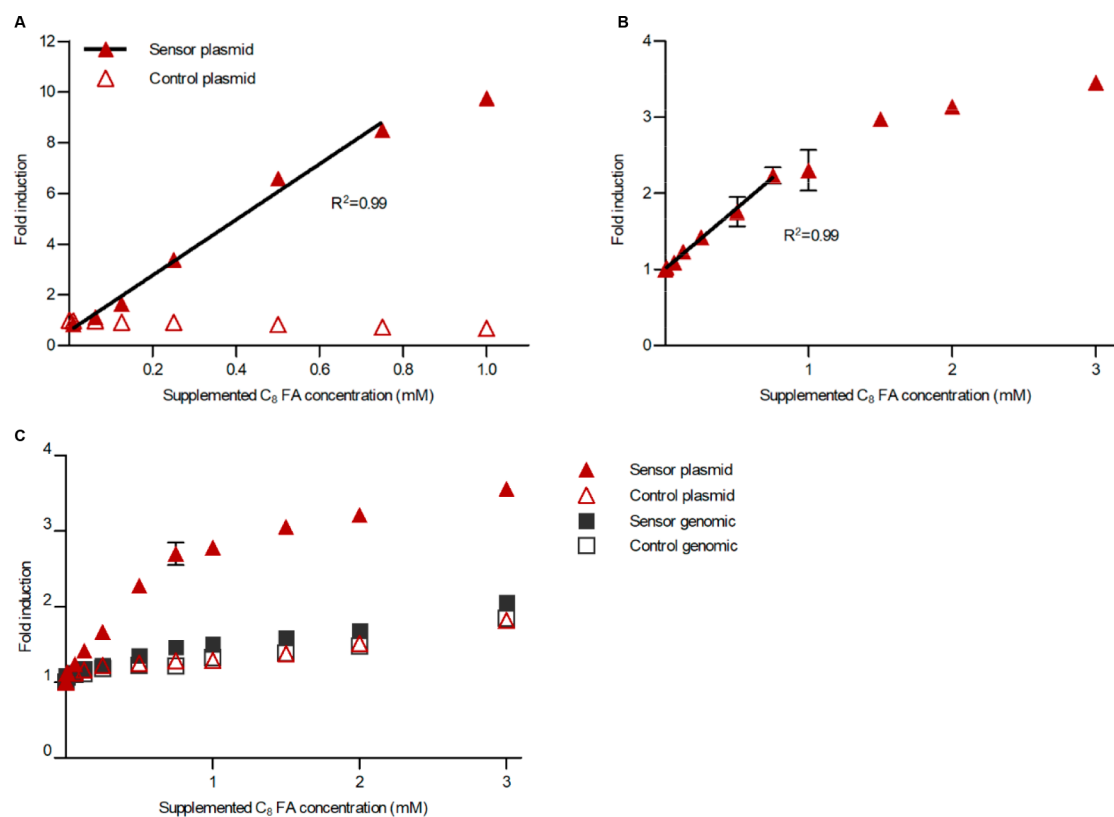 A
Fold induction
12
10
8
6
4
2
0
0.2 0.4 0.6 0.8 1.0
Supplemented C₈ FA concentration (mM)
Sensor plasmid
Control plasmid
R²=0.99
B
Fold induction
4
3
2
1
0
1 2 3
Supplemented C₈ FA concentration (mM)
R²=0.99
C
Fold induction
4
3
2
1
0
1 2 3
Supplemented C₈ FA concentration (mM)
Sensor plasmid
Control plasmid
Sensor genomic
Control genomic